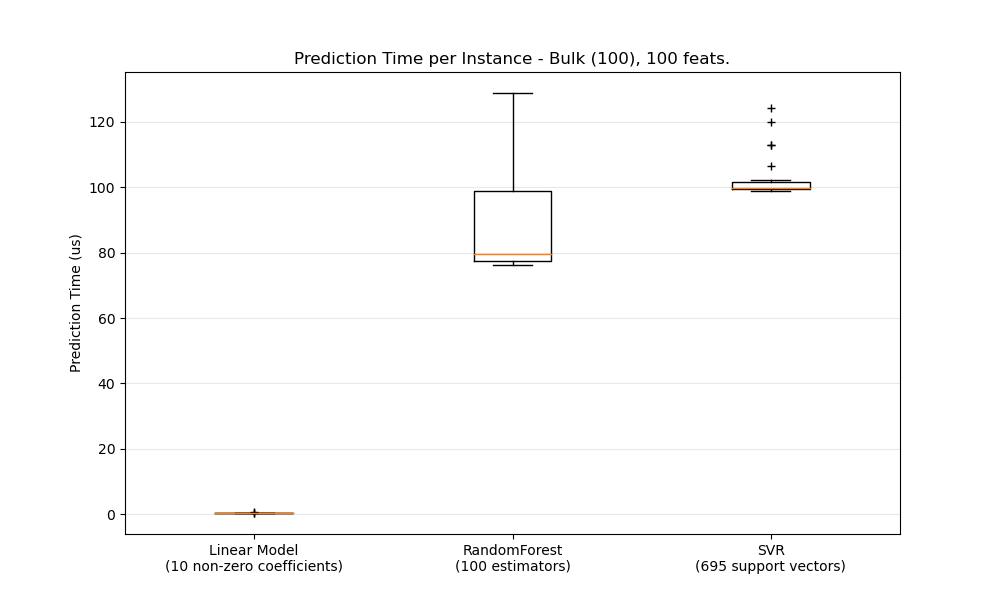 Prediction Time per Instance - Bulk (100), 100 feats.
Prediction Time (us)
120
100
80
60
40
20
0
Linear Model
(10 non-zero coefficients)
RandomForest
(100 estimators)
SVR
(695 support vectors)